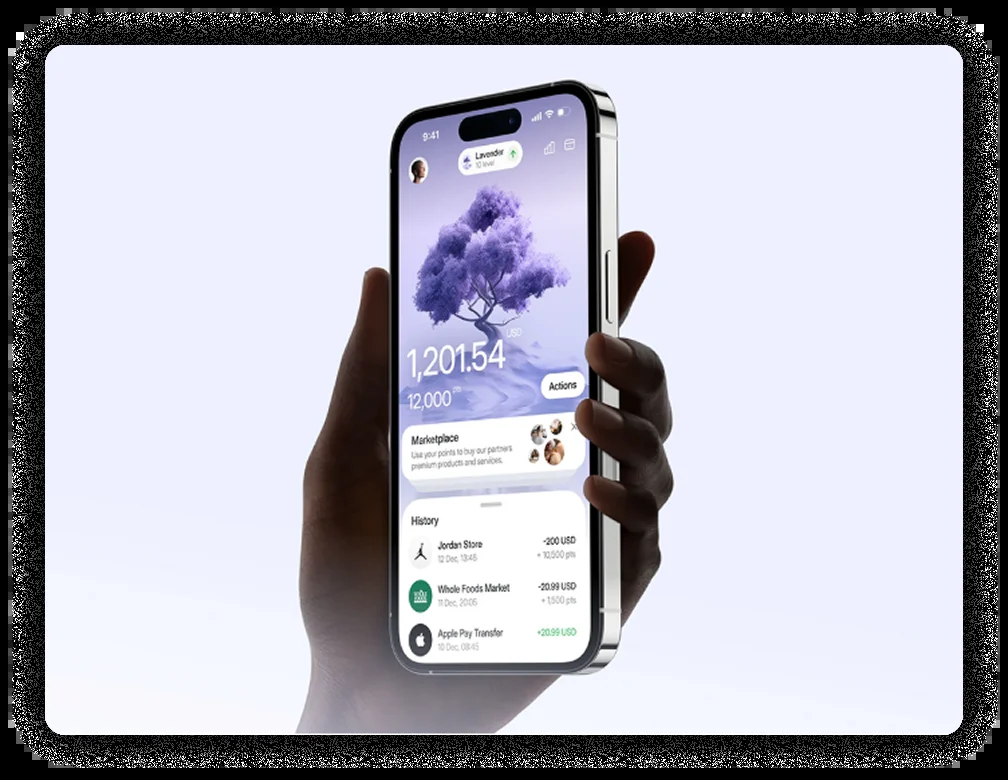 9:41
Lavender
10 level
USD
1,201.54
12,000 pts
Actions
Marketplace
Use your points to buy our partners
premium products and services.
History
Jordan Store
-200 USD
12 Dec, 13:48
+ 10,500 pts
Whole Foods Market
-20.99 USD
11 Dec, 20:05
+ 1,500 pts
Apple Pay Transfer
+20.99 USD
10 Dec, 08:45